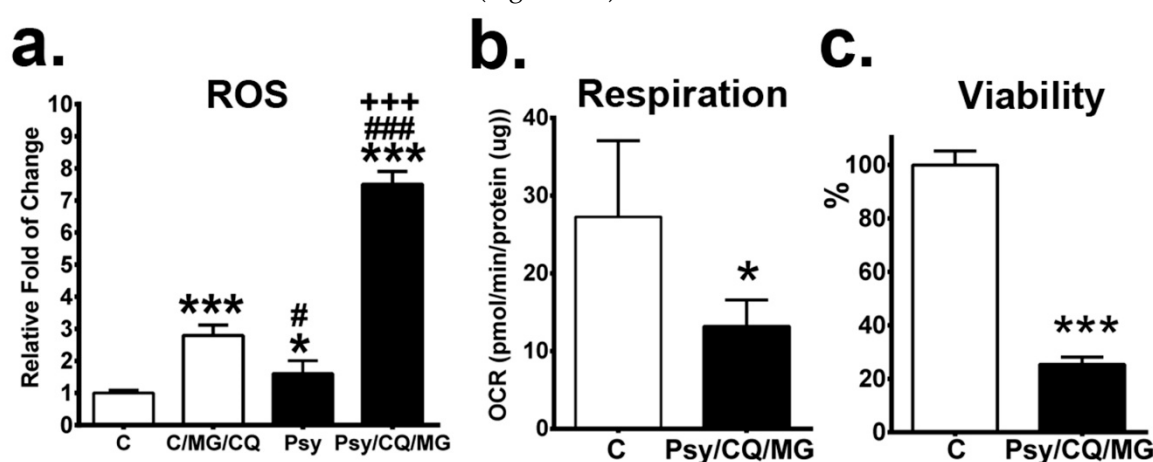 a.
ROS
Relative Fold of Change
10
9
8
7
6
5
4
3
2
1
0
***
#
*
+++
###
***
C
C/MG/CQ
Psy
Psy/CQ/MG
b.
Respiration
OCR (pmol/min/protein (ug))
40
30
20
10
0
*
C
Psy/CQ/MG
c.
Viability
%
100
80
60
40
20
0
***
C
Psy/CQ/MG